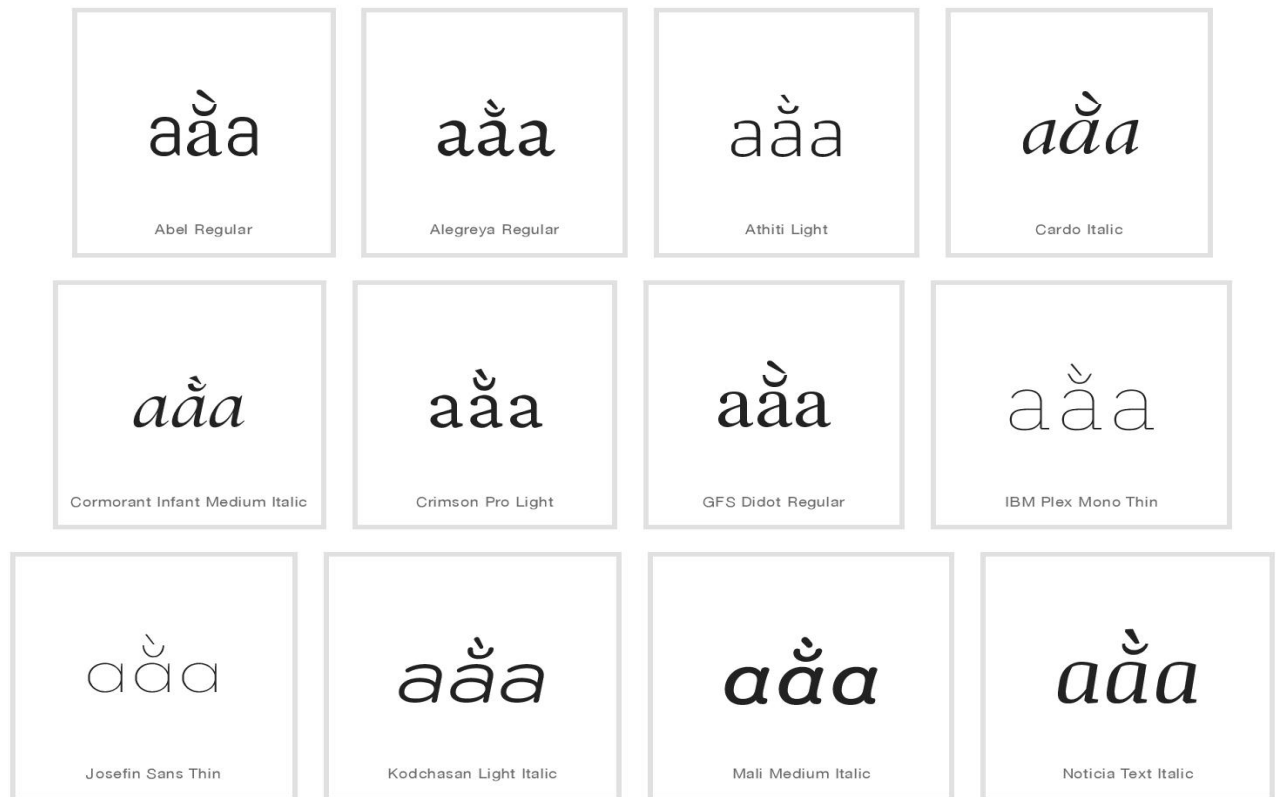 aằa aằa aằa aằa
Abel Regular Alegreya Regular Athiti Light Cardo Italic
aằa aằa aằa aằa
Cormorant Infant Medium Italic Crimson Pro Light GFS Didot Regular IBM Plex Mono Thin
aằa aằa aằa aằa
Josefin Sans Thin Kodchasan Light Italic Mali Medium Italic Noticia Text Italic